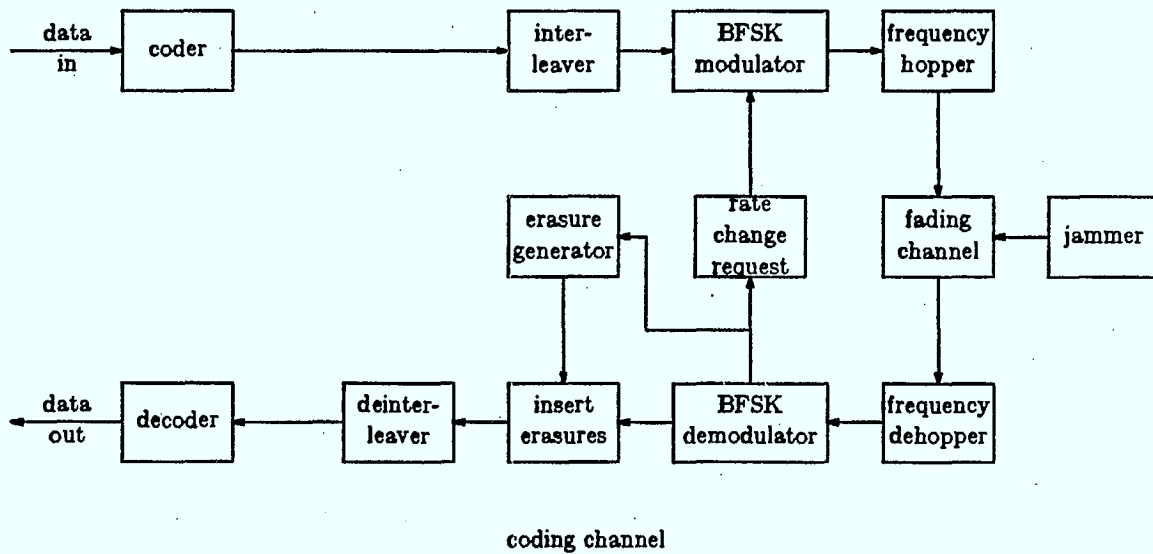 data
in
coder
inter-
leaver
BFSK
modulator
frequency
hopper
erasure
generator
rate
change
request
fading
channel
jammer
data
out
decoder
deinter-
leaver
insert
erasures
BFSK
demodulator
frequency
dehopper
coding channel